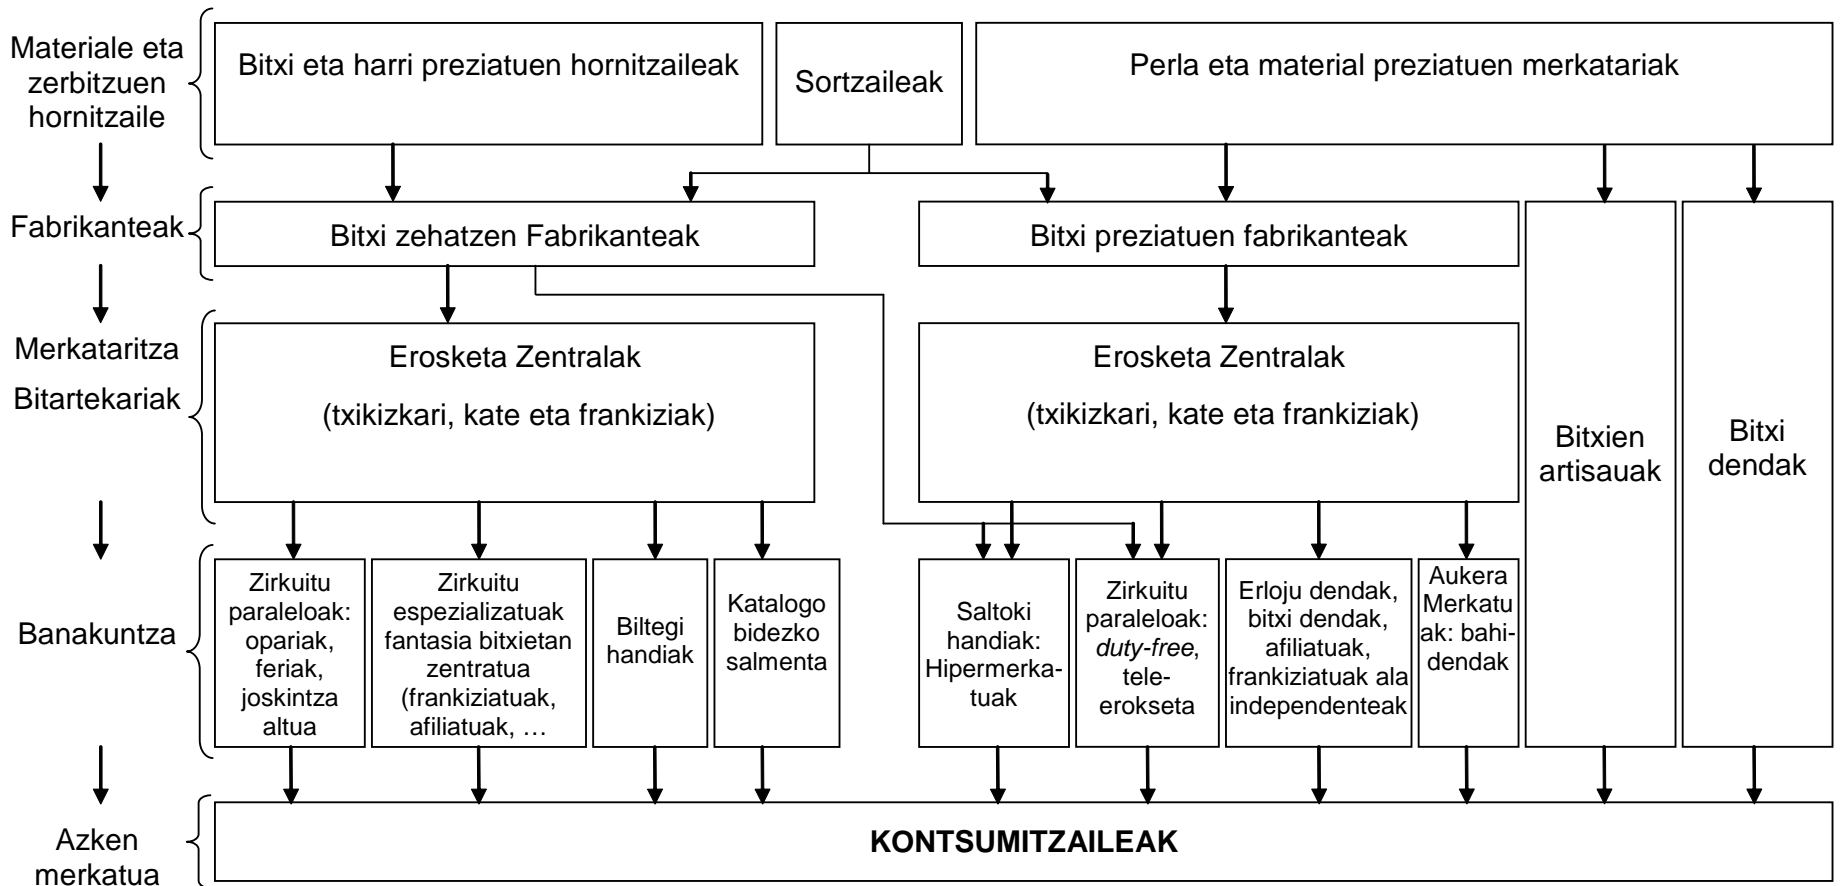 Materiale eta
zerbitzuen
hornitzaile
Bitxi eta harri preziatuen hornitzaileak
Sortzaileak
Perla eta material preziatuen merkatariak
Fabrikanteak
Bitxi zehatzen Fabrikanteak
Bitxi preziatuen fabrikanteak
Merkataritza
Bitartekariak
Erosketa Zentralak
(txikizkari, kate eta frankiziak)
Erosketa Zentralak
(txikizkari, kate eta frankiziak)
Bitxien
artisauak
Bitxi
dendak
Banakuntza
Zirkuitu
paraleloak:
opariak,
feriak,
joskintza
altua
Zirkuitu
espezializatuak
fantasia bitxietan
zentratua
(frankiziatuak,
afiliatuak, …
Biltegi
handiak
Katalogo
bidezko
salmenta
Saltoki
handiak:
Hipermerka-
tuak
Zirkuitu
paraleloak:
duty-free,
tele-
erokseta
Erloju dendak,
bitxi dendak,
afiliatuak,
frankiziatuak ala
independenteak
Aukera
Merkatu
ak: bahi-
dendak
Azken
merkatua
KONTSUMITZAILEAK